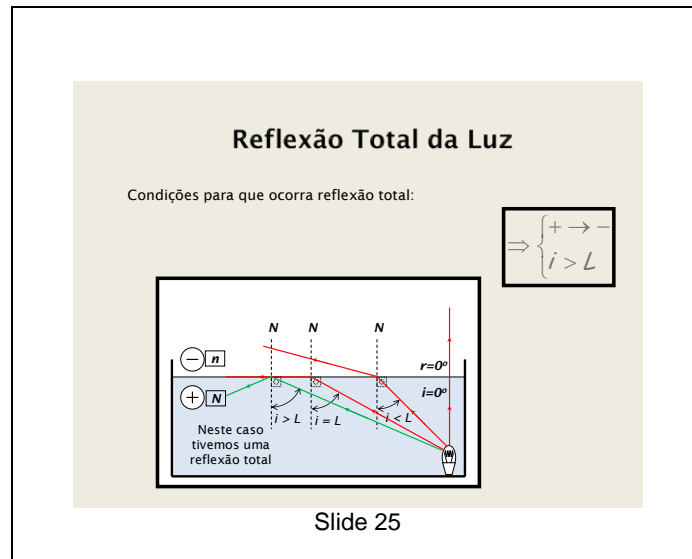 Reflexão Total da Luz
Condições para que ocorra reflexão total:
⇒ { + → −
i > L
N N N
− n
r=0º
+ N
i=0º
i > L i = L i < L
Neste caso
tivemos uma
reflexão total
Slide 25